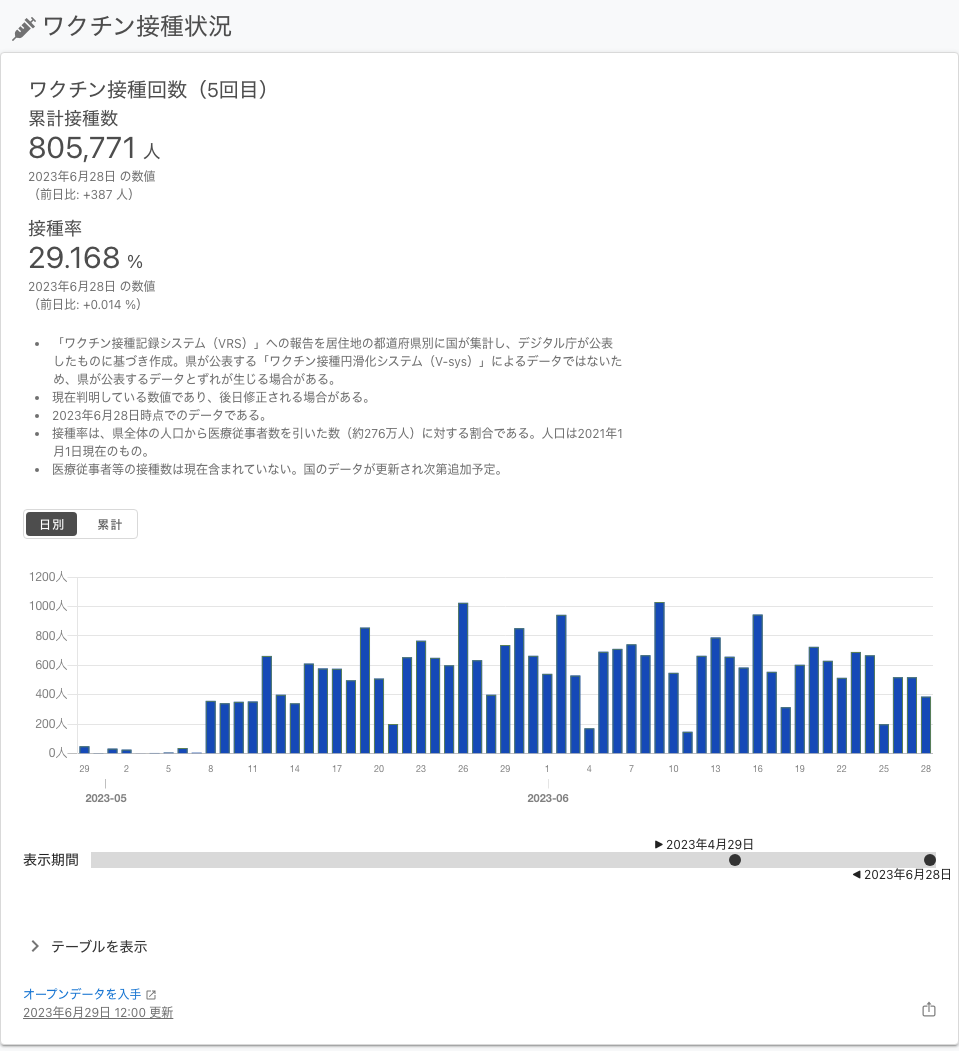 ワクチン接種状況
ワクチン接種回数（5回目）
累計接種数
805,771 人
2023年6月28日 の数値
（前日比: +387 人）
接種率
29.168 %
2023年6月28日 の数値
（前日比: +0.014 %）
• 「ワクチン接種記録システム（VRS）」への報告を居住地の都道府県別に国が集計し、デジタル庁が公表
したものに基づき作成。県が公表する「ワクチン接種円滑化システム（V-sys）」によるデータではないた
め、県が公表するデータとずれが生じる場合がある。
• 現在判明している数値であり、後日修正される場合がある。
• 2023年6月28日時点でのデータである。
• 接種率は、県全体の人口から医療従事者数を引いた数（約276万人）に対する割合である。人口は2021年1
月1日現在のもの。
• 医療従事者等の接種数は現在含まれていない。国のデータが更新され次第追加予定。
日別 累計
1200人
1000人
800人
600人
400人
200人
0人
29 2 5 8 11 14 17 20 23 26 29 1 4 7 10 13 16 19 22 25 28
2023-05 2023-06
▶ 2023年4月29日
表示期間
◀ 2023年6月28日
テーブルを表示
オープンデータを入手
2023年6月29日 12:00 更新